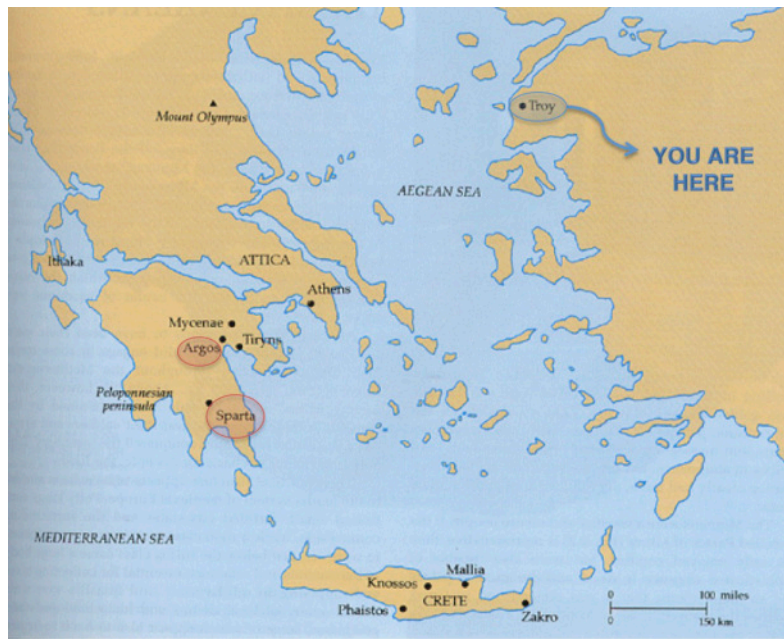 Troy
Mount Olympus
YOU ARE
HERE
AEGEAN SEA
Ithaka
ATTICA
Athens
Mycenae
Argos
Tiryns
Peloponnesian
peninsula
Sparta
MEDITERRANEAN SEA
Mallia
Knossos
CRETE
Phaistos
Zakro
0 100 miles
0 150 km